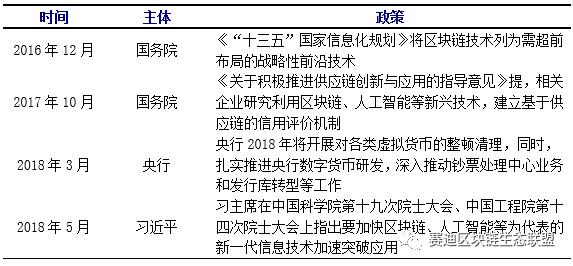 时间 主体 政策
《“十三五”国家信息化规划》将区块链技术列为需超前
2016 年 12 月 国务院
布局的战略性前沿技术
《关于积极推进供应链创新与应用的指导意见》提，相关
2017 年 10 月 国务院 企业研究利用区块链、人工智能等新兴技术，建立基于供
应链的信用评价机制
央行 2018 年将开展对各类虚拟货币的整顿清理，同时，
2018 年 3 月 央行 扎实推进央行数字货币研发，深入推动钞票处理中心业务
和发行库转型等工作
习主席在中国科学院第十九次院士大会、中国工程院第十
2018 年 5 月 习近平 四次院士大会上指出要加快区块链、人工智能等为代表的
新一代信息技术加速突破应用
赛迪区块链生态联盟